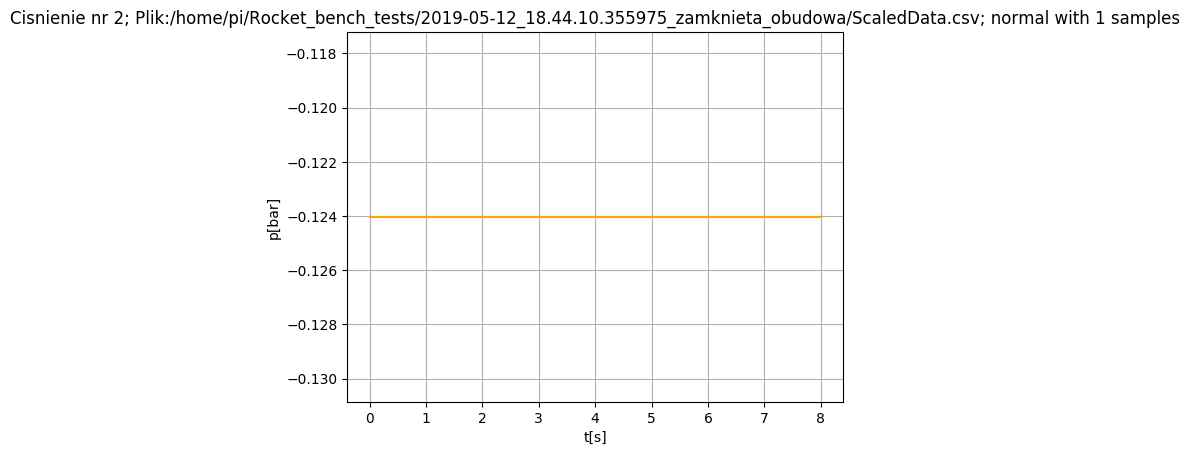 Cisnienie nr 2; Plik:/home/pi/Rocket_bench_tests/2019-05-12_18.44.10.355975_zamknieta_obudowa/ScaledData.csv; normal with 1 samples
−0.118
−0.120
−0.122
−0.124
−0.126
−0.128
−0.130
p[bar]
0 1 2 3 4 5 6 7 8
t[s]